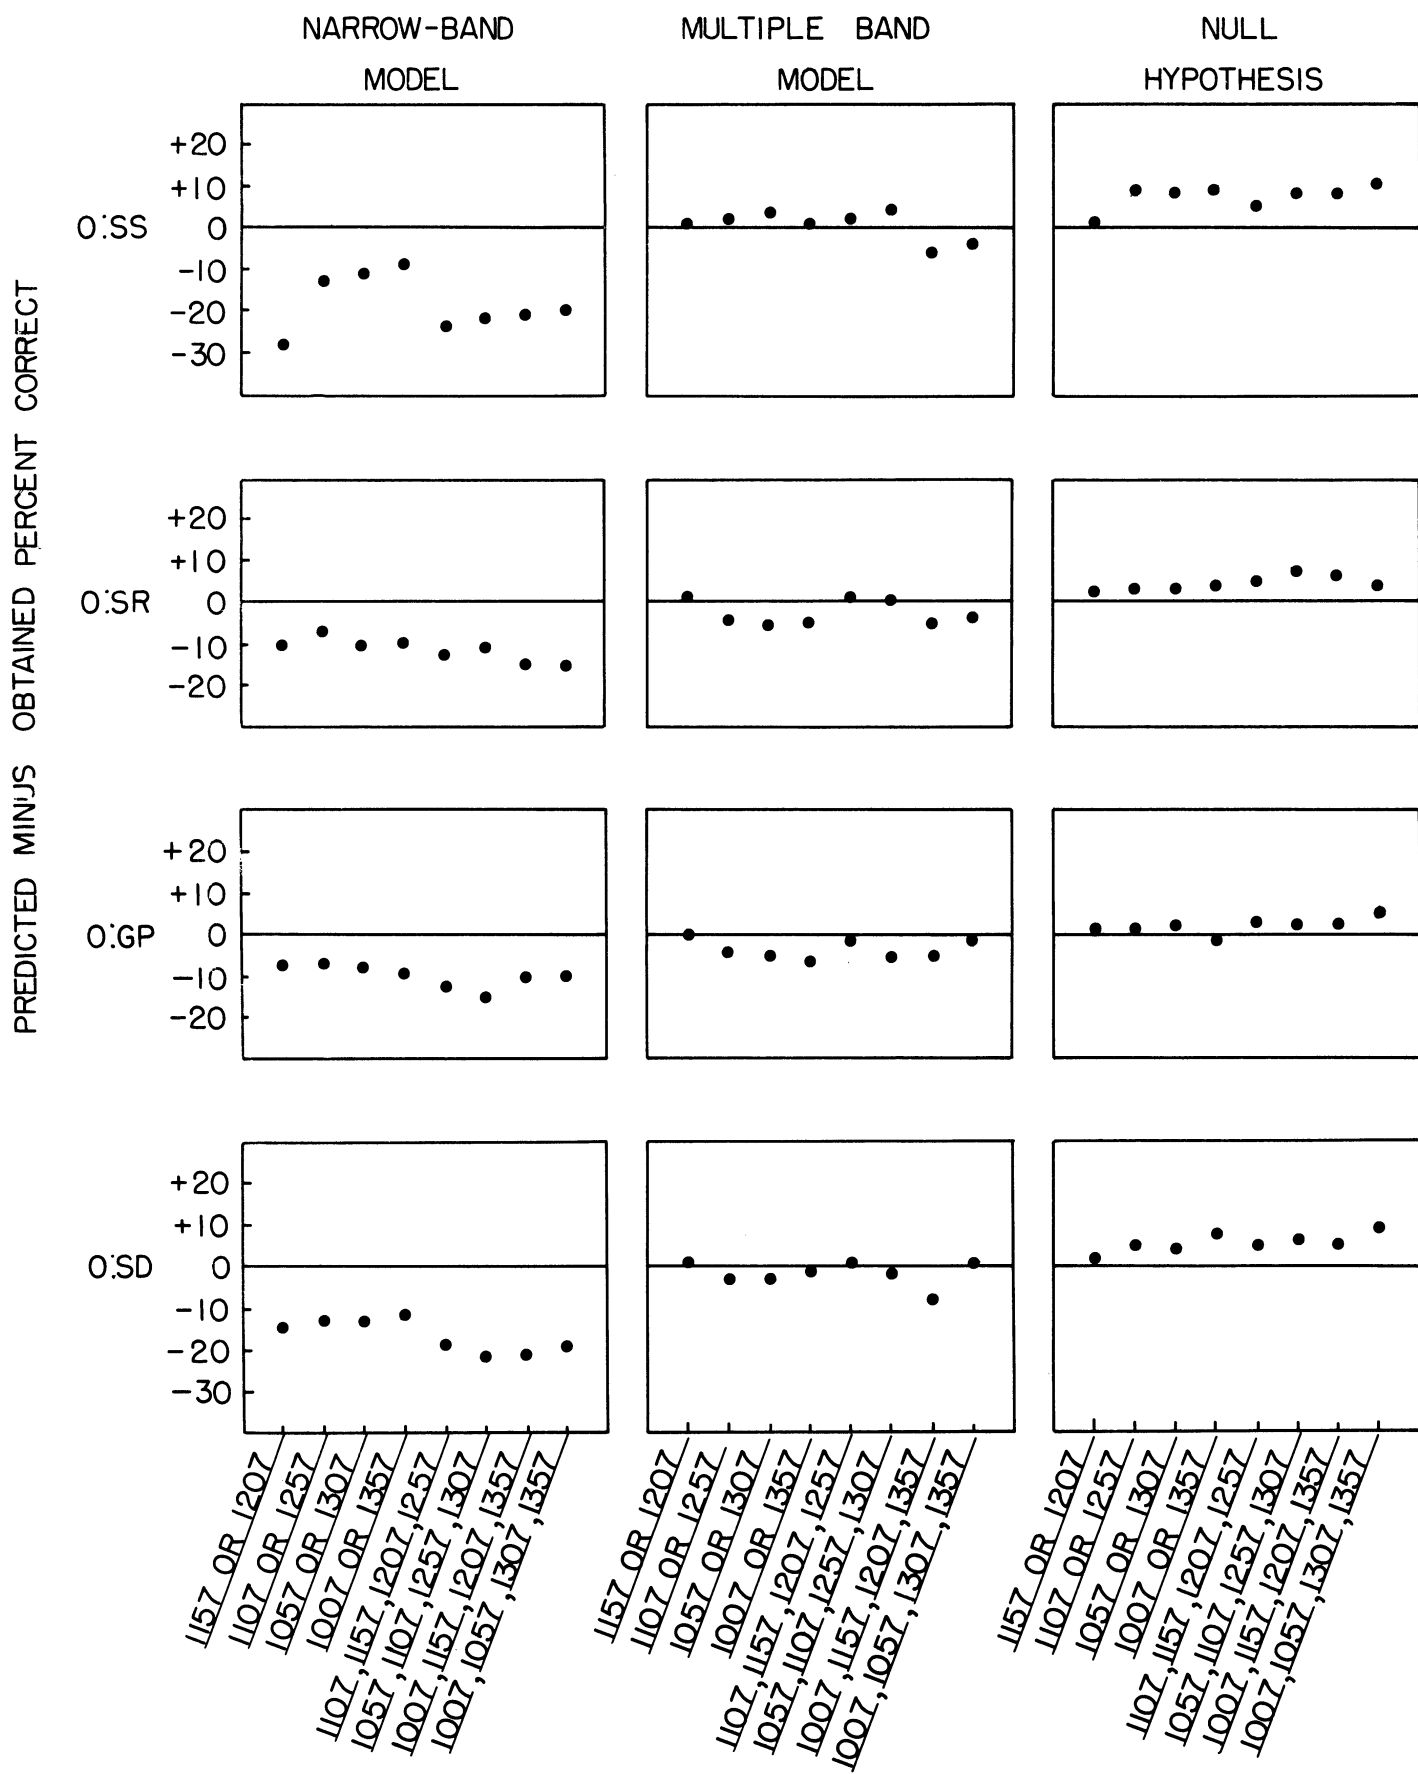 NARROW-BAND
MODEL
MULTIPLE BAND
MODEL
NULL
HYPOTHESIS
PREDICTED MINUS OBTAINED PERCENT CORRECT
O:SS
+20
+10
0
-10
-20
-30
O:SR
+20
+10
0
-10
-20
O:GP
+20
+10
0
-10
-20
O:SD
+20
+10
0
-10
-20
-30
1157 OR 1207
1107 OR 1257
1057 OR 1307
1007 OR 1357
1107,1157,1207,1257
1057,1107,1257,1307
1007,1157,1207,1357
1007,1057,1307,1357
1157 OR 1207
1107 OR 1257
1057 OR 1307
1007 OR 1357
1107,1157,1207,1257
1057,1107,1257,1307
1007,1157,1207,1357
1007,1057,1307,1357
1157 OR 1207
1107 OR 1257
1057 OR 1307
1007 OR 1357
1107,1157,1207,1257
1057,1107,1257,1307
1007,1157,1207,1357
1007,1057,1307,1357